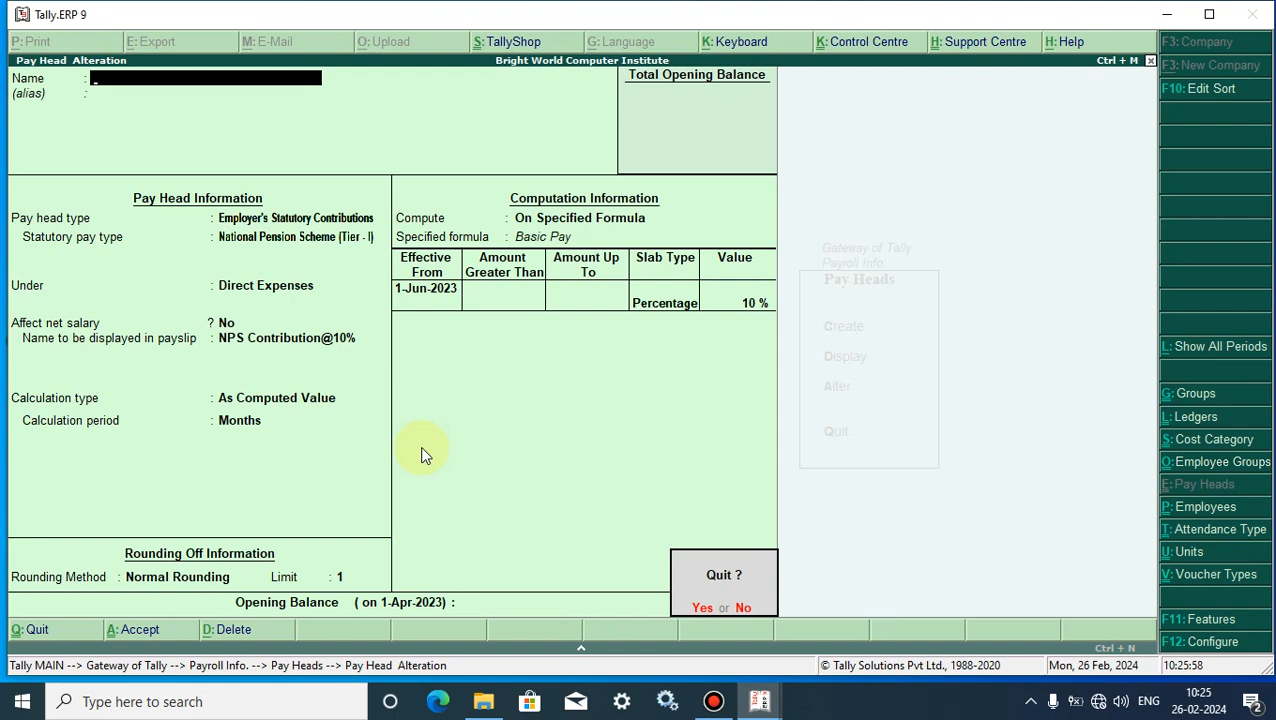 Tally.ERP 9
P: Print
E: Export
M: E-Mail
O: Upload
S: TallyShop
G: Language
K: Keyboard
K: Control Centre
H: Support Centre
H: Help
Pay Head Alteration
Bright World Computer Institute
Ctrl + M
Name :
(alias) :
Total Opening Balance
Pay Head Information
Pay head type : Employer's Statutory Contributions
Statutory pay type : National Pension Scheme (Tier - I)
Under : Direct Expenses
Affect net salary ? No
Name to be displayed in payslip : NPS Contribution@10%
Calculation type : As Computed Value
Calculation period : Months
Computation Information
Compute : On Specified Formula
Specified formula : Basic Pay
Effective From
Amount Greater Than
Amount Up To
Slab Type
Value
1-Jun-2023
Percentage
10 %
Rounding Off Information
Rounding Method : Normal Rounding Limit : 1
Opening Balance ( on 1-Apr-2023) :
Quit ?
Yes or No
Gateway of Tally
Payroll Info.
Pay Heads
Create
Display
Alter
Quit
F3: Company
F3: New Company
F10: Edit Sort
L: Show All Periods
G: Groups
L: Ledgers
S: Cost Category
O: Employee Groups
E: Pay Heads
P: Employees
T: Attendance Type
U: Units
V: Voucher Types
F11: Features
F12: Configure
Q: Quit
A: Accept
D: Delete
Ctrl + N
Tally MAIN --> Gateway of Tally --> Payroll Info. --> Pay Heads --> Pay Head Alteration
© Tally Solutions Pvt Ltd., 1988-2020
Mon, 26 Feb, 2024
10:25:58
Type here to search
ENG
10:25
26-02-2024
2